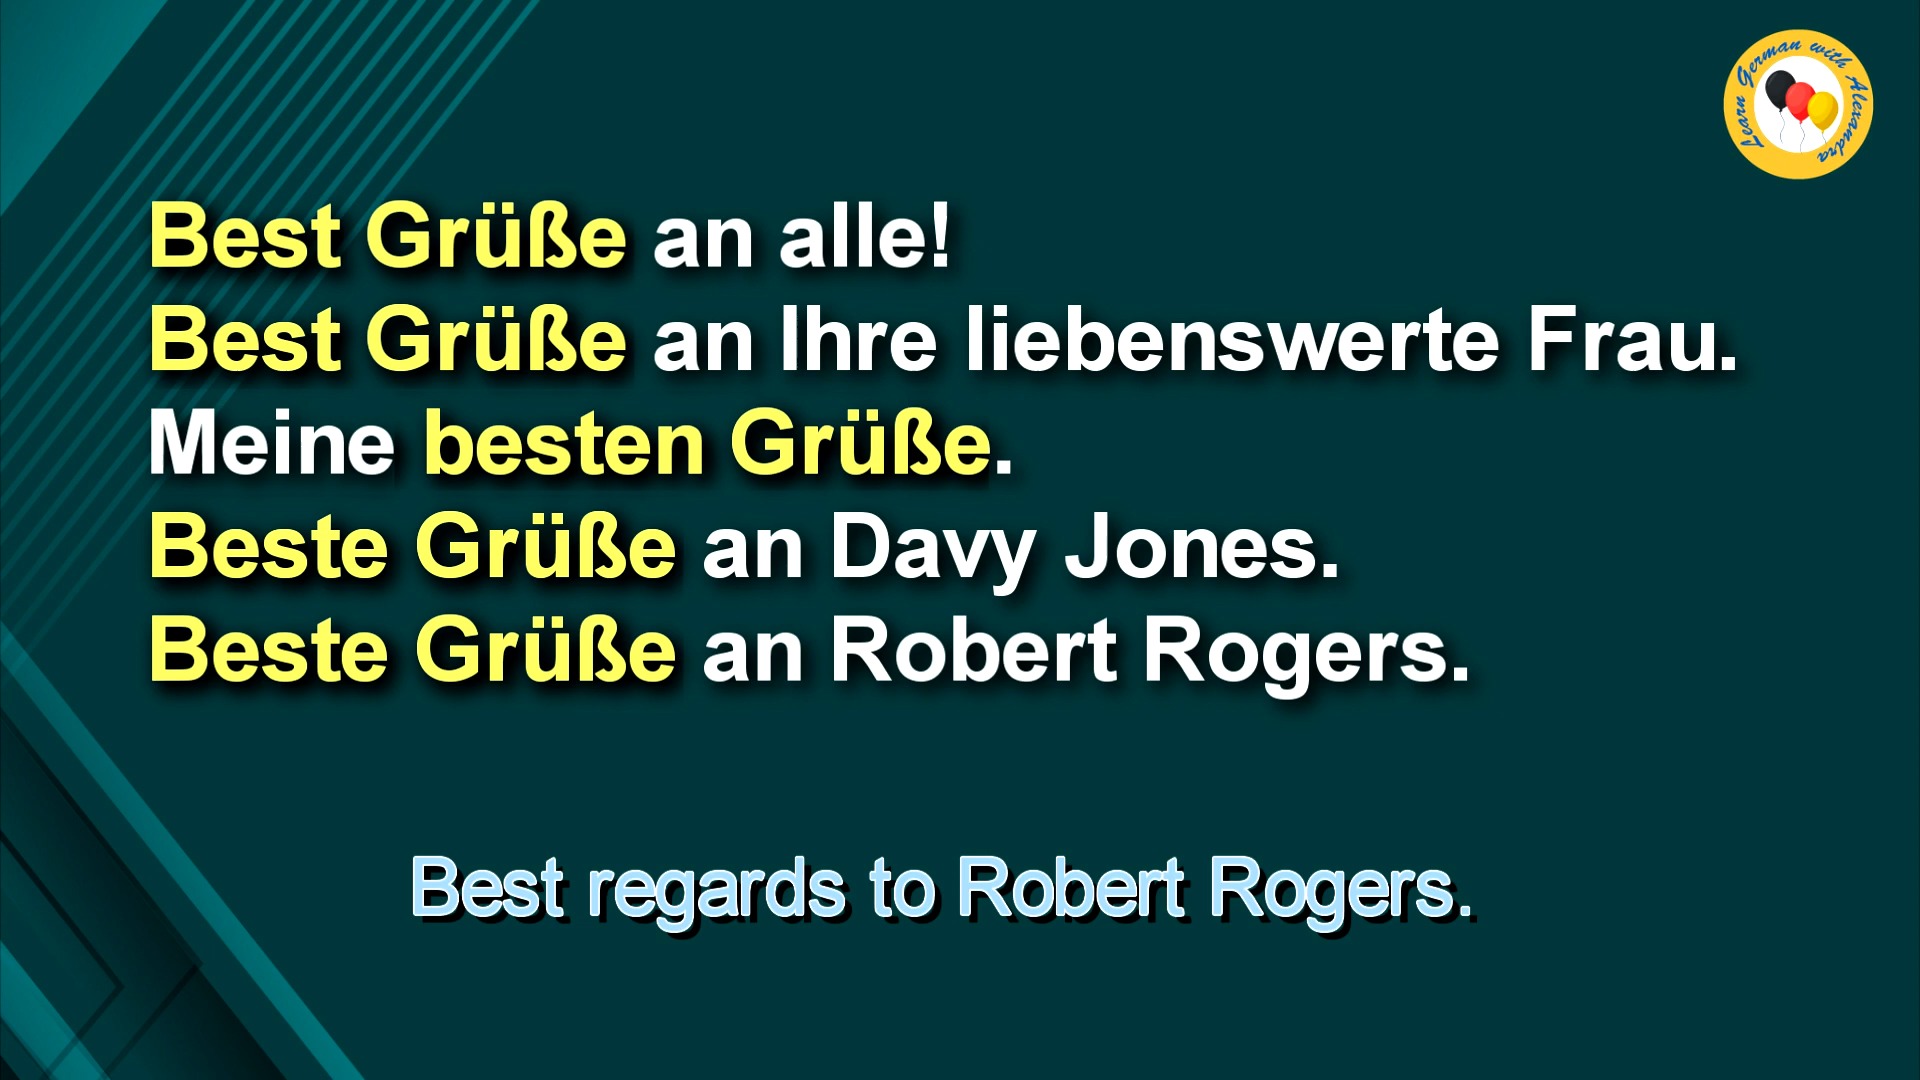 Learn German with Alexandra
Best Grüße an alle!
Best Grüße an Ihre liebenswerte Frau.
Meine besten Grüße.
Beste Grüße an Davy Jones.
Beste Grüße an Robert Rogers.
Best regards to Robert Rogers.